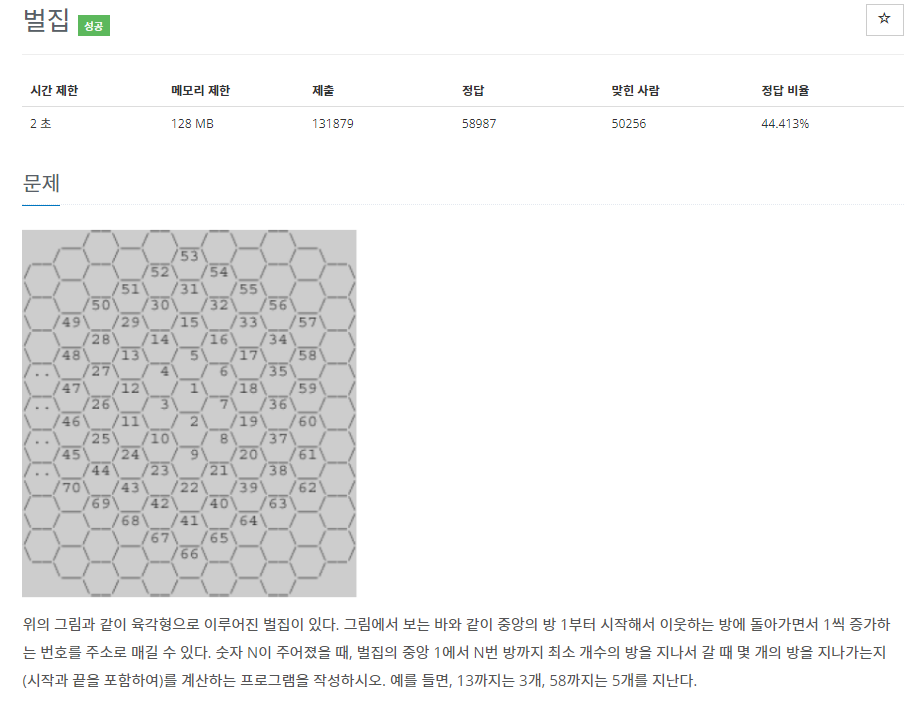 벌집 성공
☆
시간 제한 메모리 제한 제출 정답 맞힌 사람 정답 비율
2 초 128 MB 131879 58987 50256 44.413%
문제
53
52 54
51 31 55
50 30 32 56
49 29 15 33 57
28 14 16 34
48 13 5 17 58
.. 27 4 6 35
47 12 1 18 59
.. 26 3 7 36
46 11 2 19 60
.. 25 10 8 37
45 24 9 20 61
.. 44 23 21 38
70 43 22 39 62
69 42 40 63
68 41 64
67 65
66
위의 그림과 같이 육각형으로 이루어진 벌집이 있다. 그림에서 보는 바와 같이 중앙의 방 1부터 시작해서 이웃하는 방에 돌아가면서 1씩 증가하
는 번호를 주소로 매길 수 있다. 숫자 N이 주어졌을 때, 벌집의 중앙 1에서 N번 방까지 최소 개수의 방을 지나서 갈 때 몇 개의 방을 지나가는지
(시작과 끝을 포함하여)를 계산하는 프로그램을 작성하시오. 예를 들면, 13까지는 3개, 58까지는 5개를 지난다.